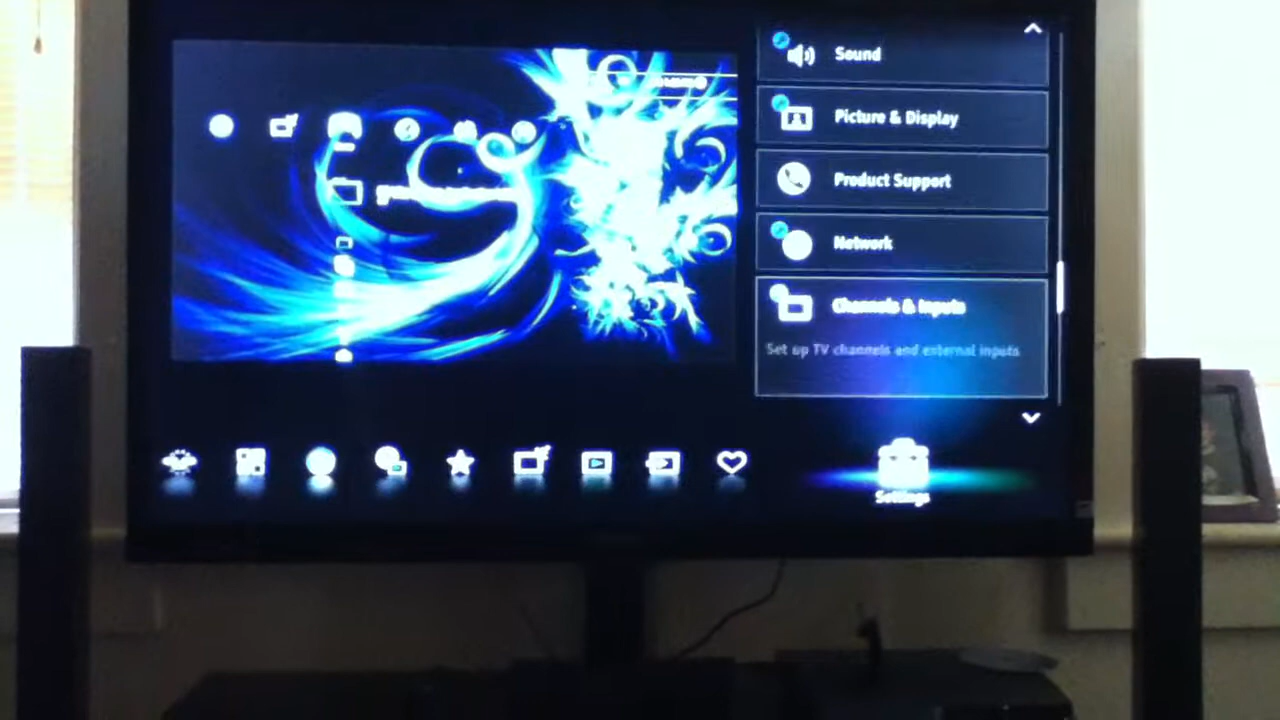 Sound
Picture & Display
Product Support
Network
Channels & Inputs
Set up TV channels and external inputs
Settings